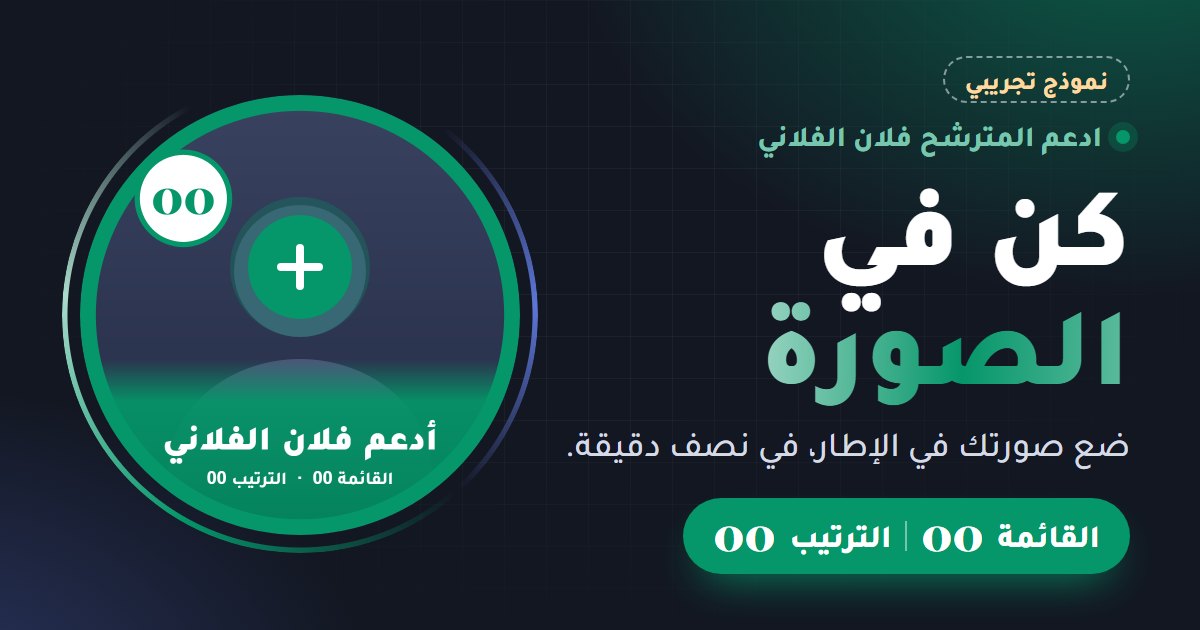 نموذج تجريبي
ادعم المترشح فلان الفلاني
كن في
الصورة
ضع صورتك في الإطار، في نصف دقيقة.
القائمة 00 | الترتيب 00
00
أدعم فلان الفلاني
القائمة 00 · الترتيب 00